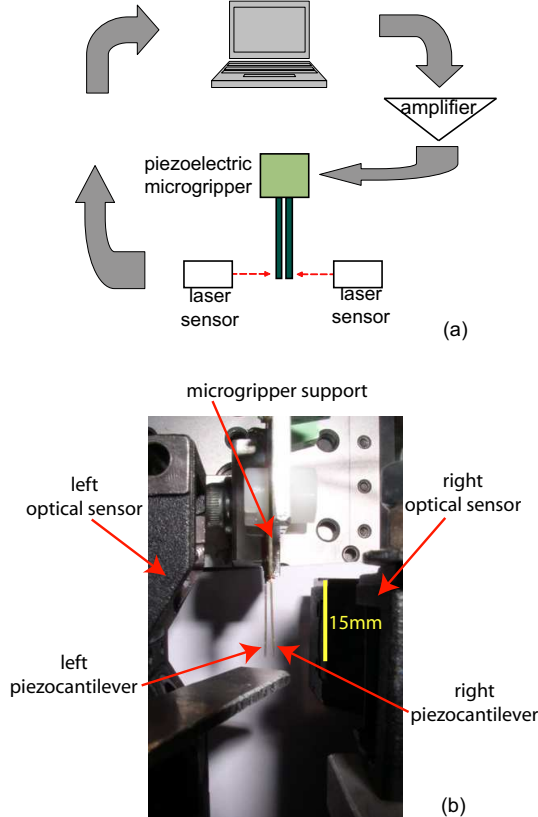 amplifier
piezoelectric
microgripper
laser
sensor
laser
sensor
(a)
microgripper support
left
optical sensor
right
optical sensor
15mm
left
piezocantilever
right
piezocantilever
(b)